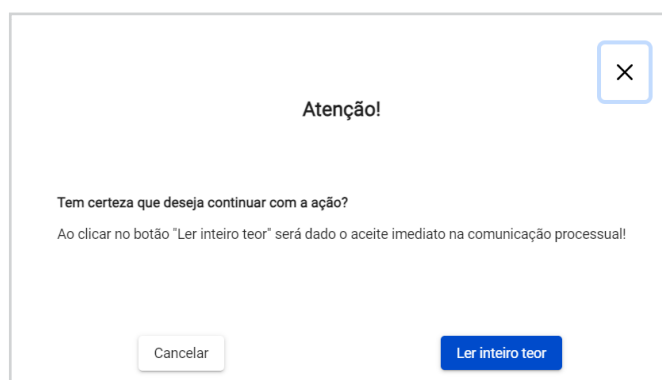 Atenção!
Tem certeza que deseja continuar com a ação?
Ao clicar no botão "Ler inteiro teor" será dado o aceite imediato na comunicação processual!
Cancelar
Ler inteiro teor